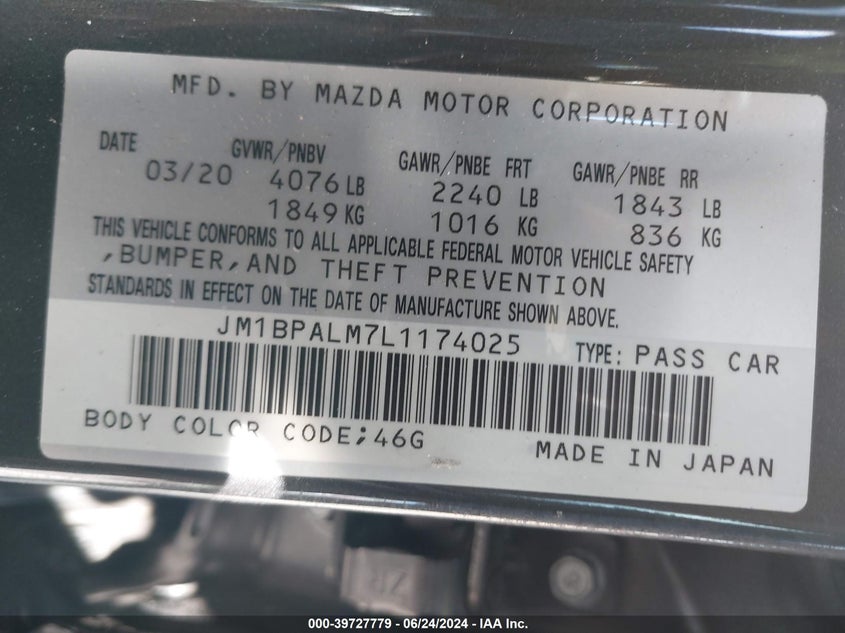 MFD. BY MAZDA MOTOR CORPORATION
DATE GVWR/PNBV GAWR/PNBE FRT GAWR/PNBE RR
03/20 4076 LB 2240 LB 1843 LB
1849 KG 1016 KG 836 KG
THIS VEHICLE CONFORMS TO ALL APPLICABLE FEDERAL MOTOR VEHICLE SAFETY
,BUMPER,AND THEFT PREVENTION
STANDARDS IN EFFECT ON THE DATE OF MANUFACTURE SHOWN ABOVE.
JM1BPALM7L1174025 TYPE: PASS CAR
BODY COLOR CODE;46G MADE IN JAPAN
000-39727779 - 06/24/2024 - IAA Inc.